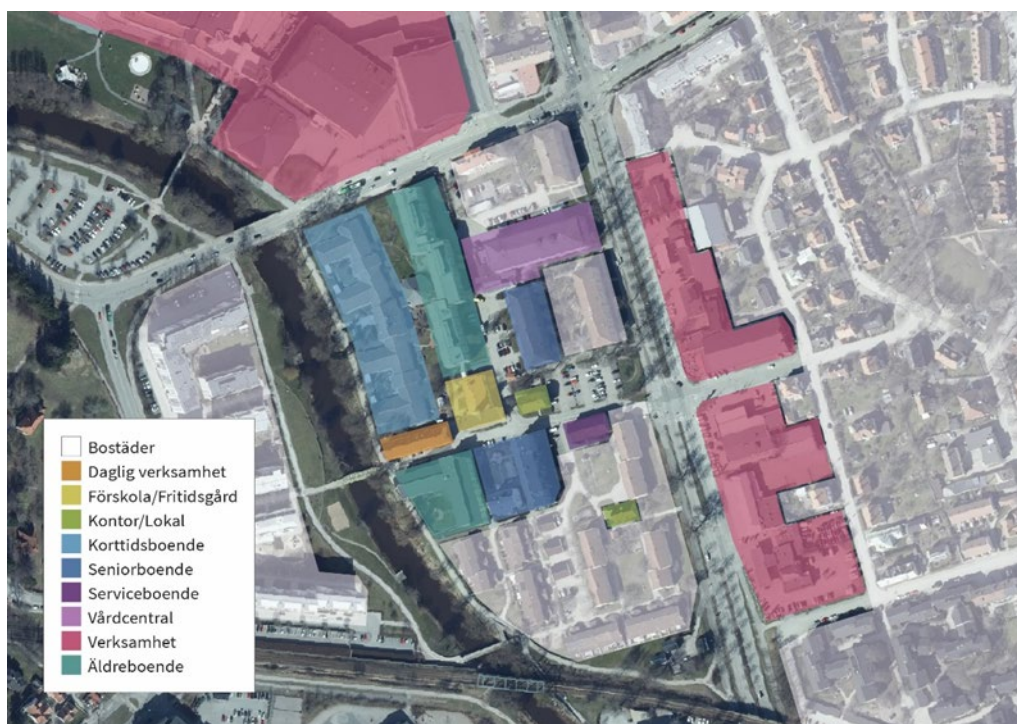 Bostäder
Daglig verksamhet
Förskola/Fritidsgård
Kontor/Lokal
Korttidsboende
Seniorboende
Serviceboende
Vårdcentral
Verksamhet
Äldreboende